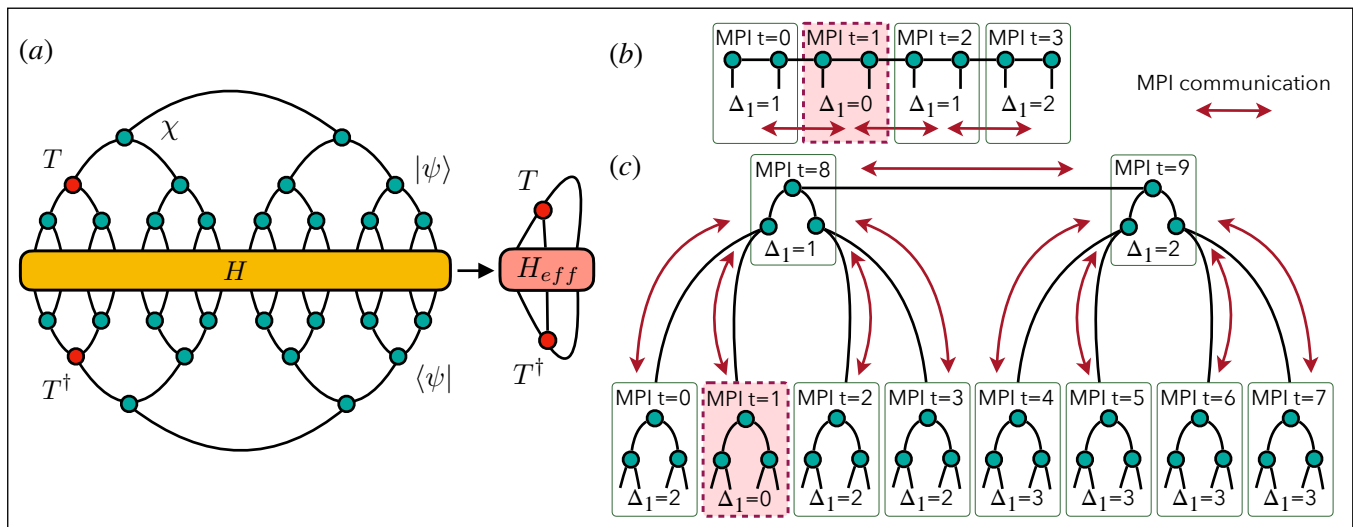 (a)
χ
T
|ψ⟩
H
T†
⟨ψ|
T
H_eff
T†
(b)
MPI t=0 MPI t=1 MPI t=2 MPI t=3
Δ₁=1 Δ₁=0 Δ₁=1 Δ₁=2
MPI communication
(c)
MPI t=8 MPI t=9
Δ₁=1 Δ₁=2
MPI t=0 MPI t=1 MPI t=2 MPI t=3 MPI t=4 MPI t=5 MPI t=6 MPI t=7
Δ₁=2 Δ₁=0 Δ₁=2 Δ₁=2 Δ₁=3 Δ₁=3 Δ₁=3 Δ₁=3